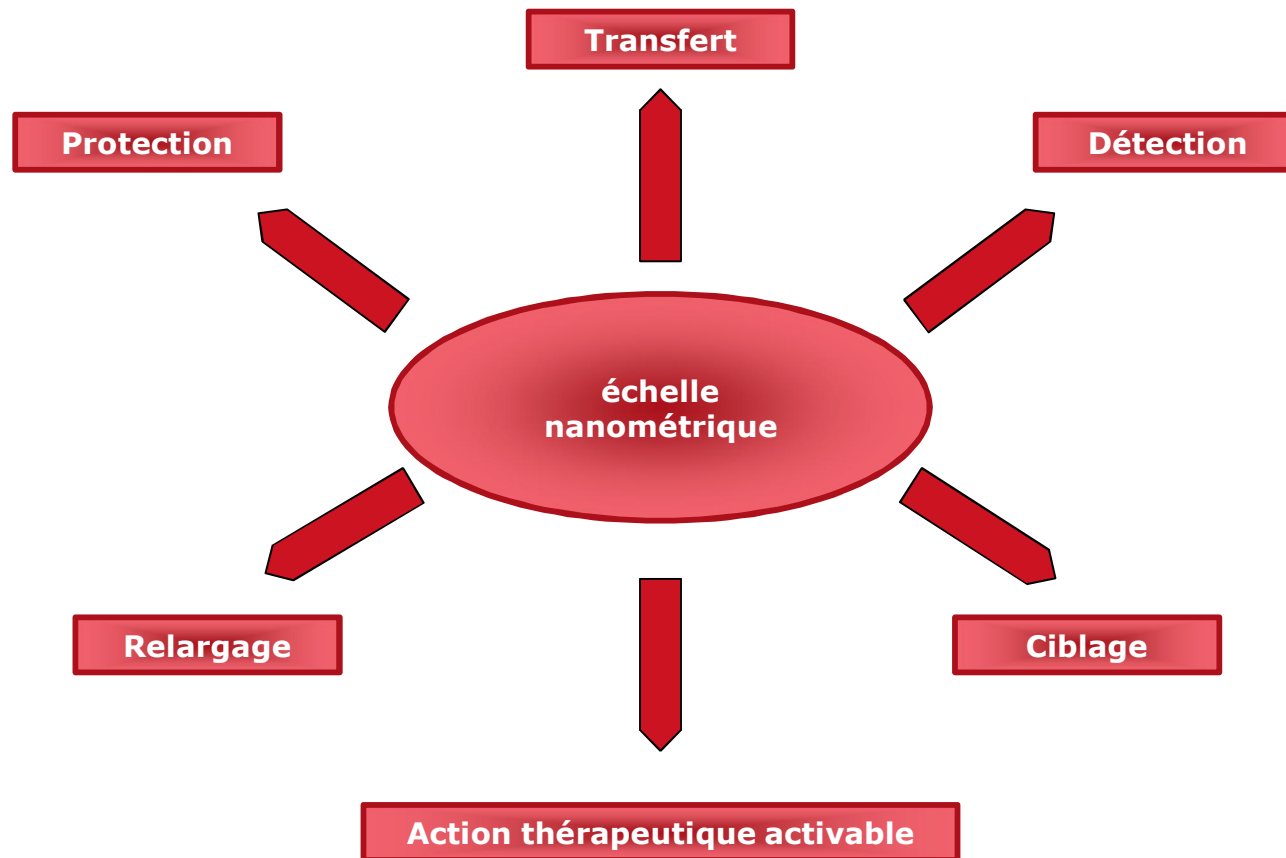 Transfert
Protection
Détection
échelle
nanométrique
Relargage
Ciblage
Action thérapeutique activable